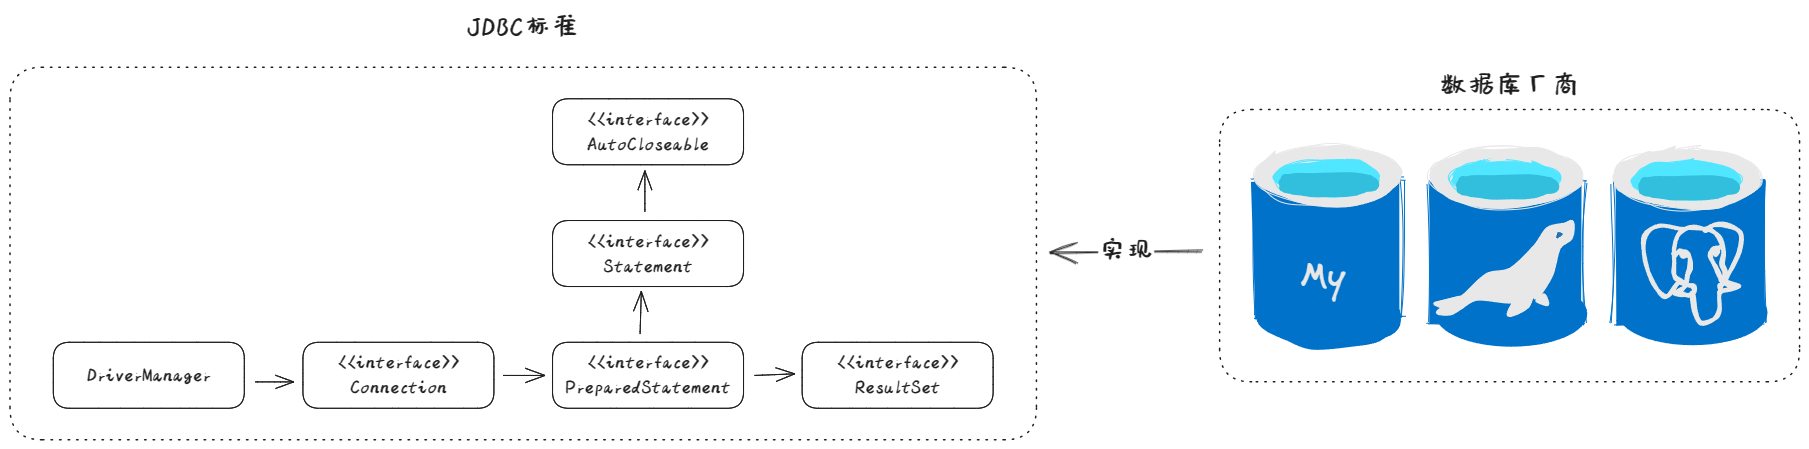 JDBC标准
数据库厂商
<<interface>>
AutoCloseable
<<interface>>
Statement
实现
My
DriverManager
<<interface>>
Connection
<<interface>>
PreparedStatement
<<interface>>
ResultSet